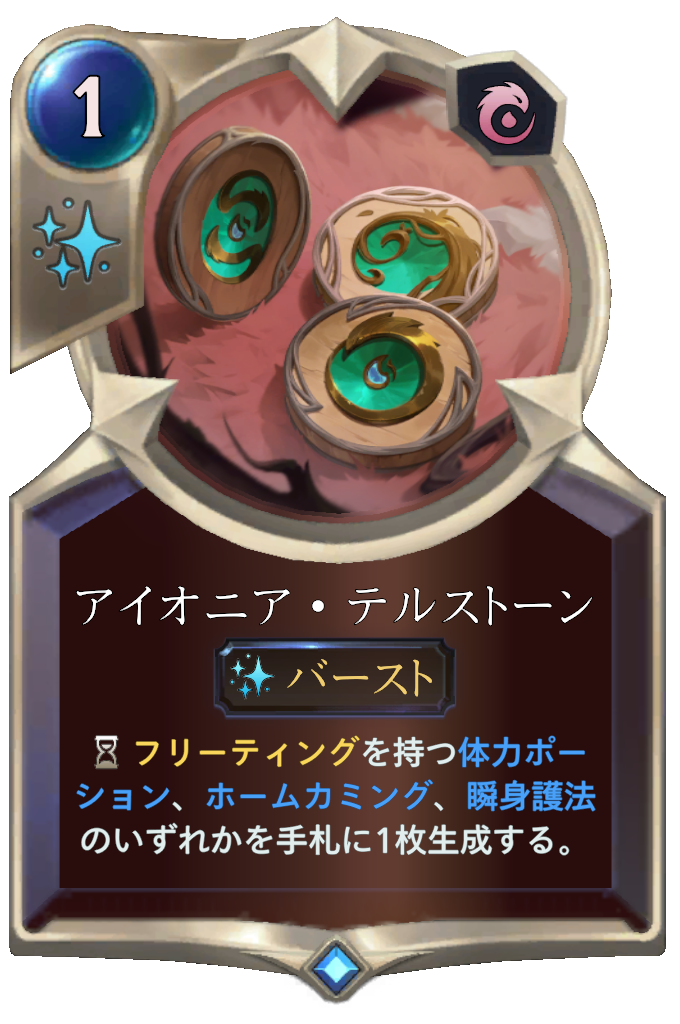 1
アイオニア・テルストーン
バースト
フリーティングを持つ体力ポー
ション、ホームカミング、瞬身護法
のいずれかを手札に1枚生成する。